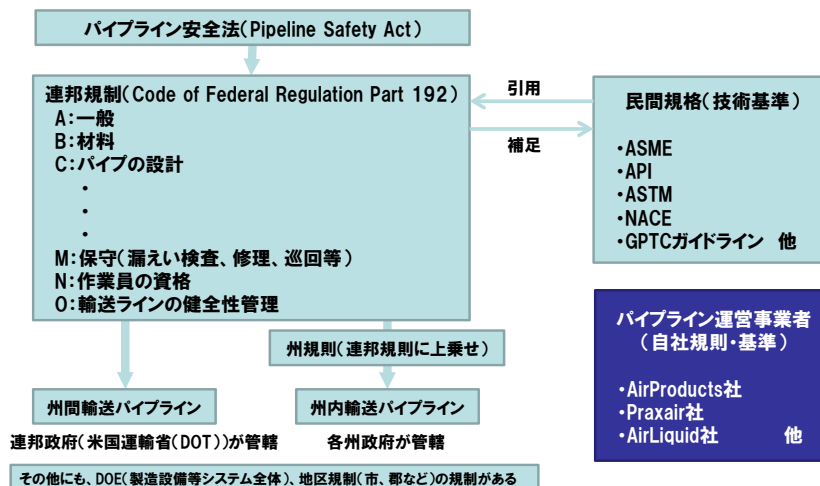 パイプライン安全法(Pipeline Safety Act)
連邦規制(Code of Federal Regulation Part 192)
A:一般
B:材料
C:パイプの設計
・
・
・
M:保守(漏えい検査、修理、巡回等)
N:作業員の資格
O:輸送ラインの健全性管理
引用
補足
民間規格(技術基準)
・ASME
・API
・ASTM
・NACE
・GPTCガイドライン 他
州規則(連邦規則に上乗せ)
州間輸送パイプライン
連邦政府(米国運輸省(DOT))が管轄
州内輸送パイプライン
各州政府が管轄
パイプライン運営事業者
(自社規則・基準)
・AirProducts社
・Praxair社
・AirLiquid社 他
その他にも、DOE(製造設備等システム全体)、地区規制(市、郡など)の規制がある